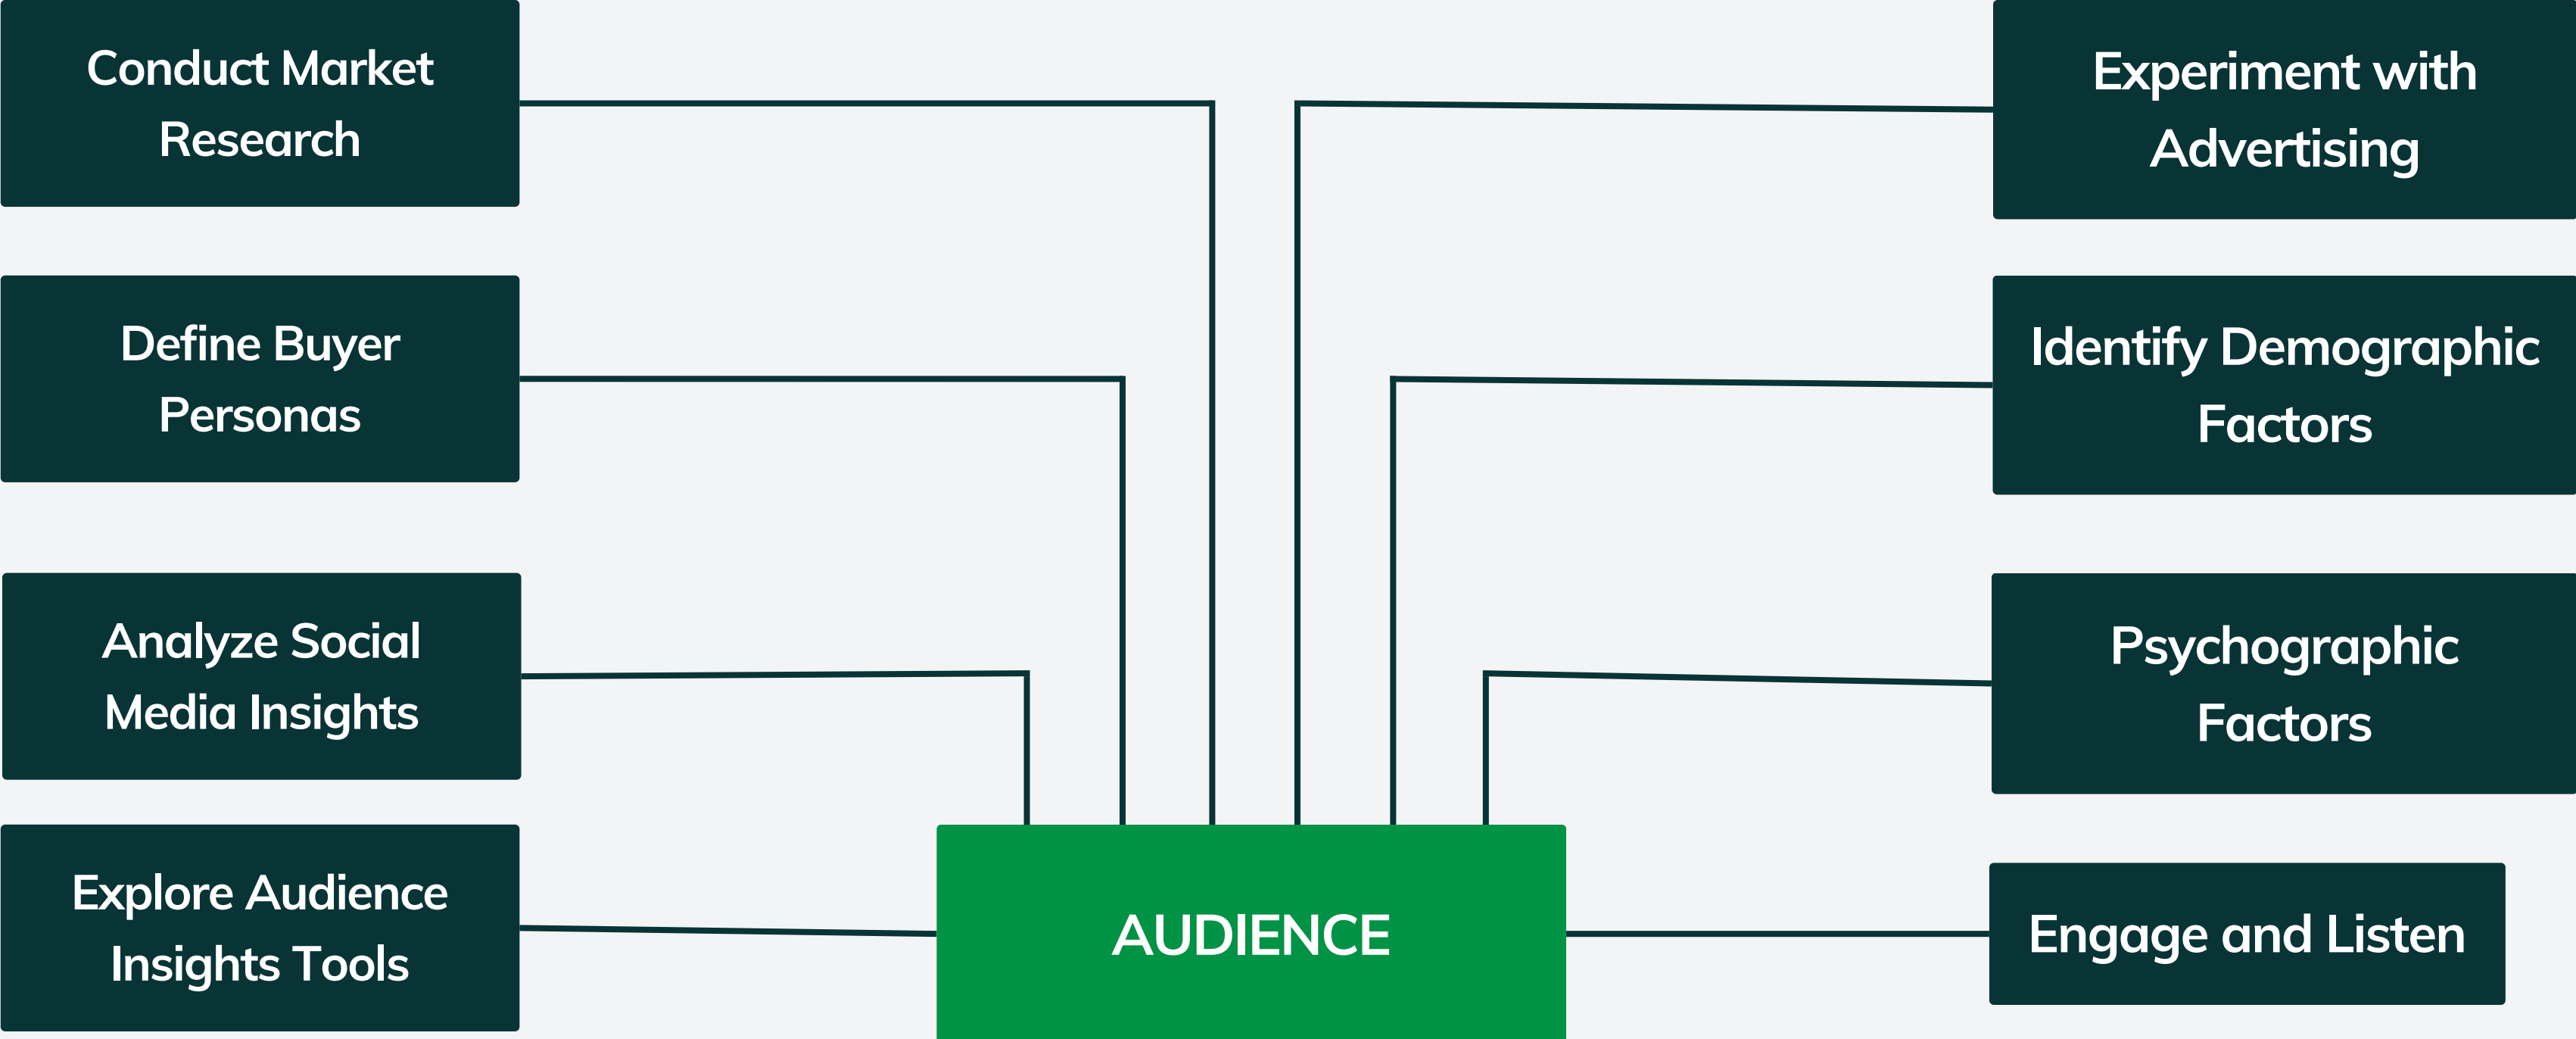 Conduct Market
Research
Define Buyer
Personas
Analyze Social
Media Insights
Explore Audience
Insights Tools
AUDIENCE
Experiment with
Advertising
Identify Demographic
Factors
Psychographic
Factors
Engage and Listen